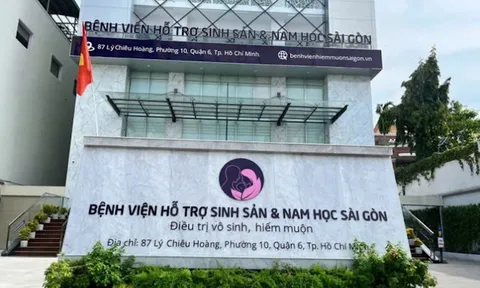 BỆNH VIỆN HỖ TRỢ SINH SẢN & NAM HỌC SÀI GÒN
87 Lý Chiêu Hoàng, Phường 10, Quận 6, Tp. Hồ Chí Minh.
benhvienhiemmuonsaigon.vn
BỆNH VIỆN HỖ TRỢ SINH SẢN & NAM HỌC SÀI GÒN
Điều trị vô sinh, hiếm muộn
Địa chỉ: 87 Lý Chiêu Hoàng, Phường 10, Quận 6, Tp. Hồ Chí Minh